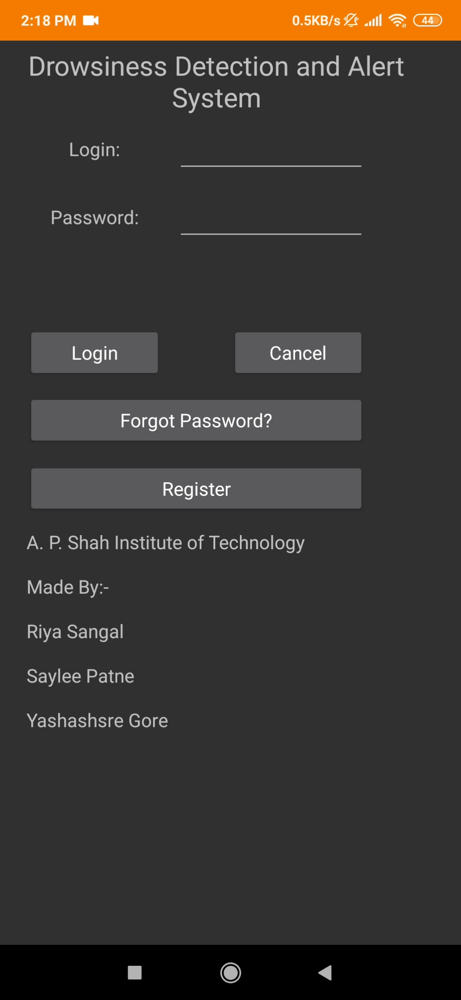 2:18 PM 0.5KB/s 44
Drowsiness Detection and Alert
System
Login:
Password:
Login Cancel
Forgot Password?
Register
A. P. Shah Institute of Technology
Made By:-
Riya Sangal
Saylee Patne
Yashashsre Gore